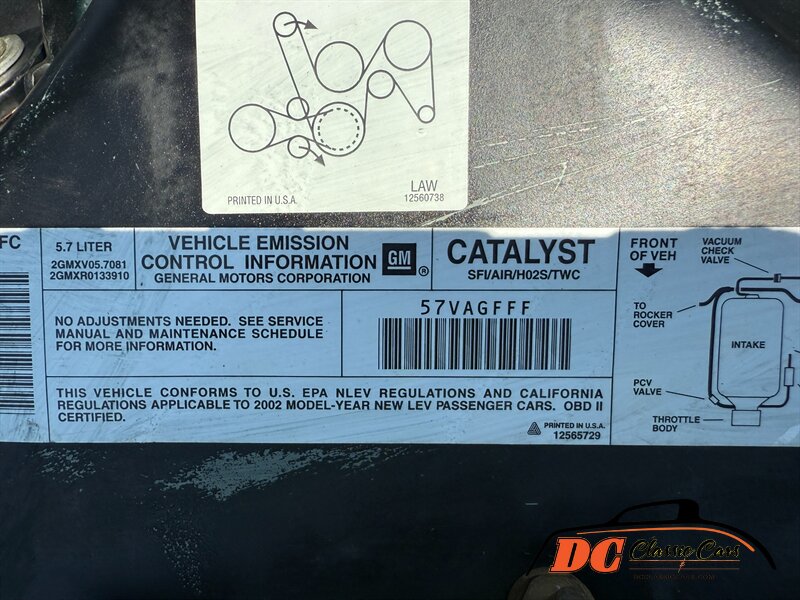 PRINTED IN U.S.A.
LAW
12560738
FC
5.7 LITER
2GMXV05.7081
2GMXR0133910
VEHICLE EMISSION
CONTROL INFORMATION
GENERAL MOTORS CORPORATION
GM
®
CATALYST
SFI/AIR/H02S/TWC
NO ADJUSTMENTS NEEDED. SEE SERVICE
MANUAL AND MAINTENANCE SCHEDULE
FOR MORE INFORMATION.
57VAGFFF
THIS VEHICLE CONFORMS TO U.S. EPA NLEV REGULATIONS AND CALIFORNIA
REGULATIONS APPLICABLE TO 2002 MODEL-YEAR NEW LEV PASSENGER CARS. OBD II
CERTIFIED.
PRINTED IN U.S.A.
12565729
FRONT
OF VEH
VACUUM
CHECK
VALVE
TO
ROCKER
COVER
INTAKE
PCV
VALVE
THROTTLE
BODY
DC Classic Cars